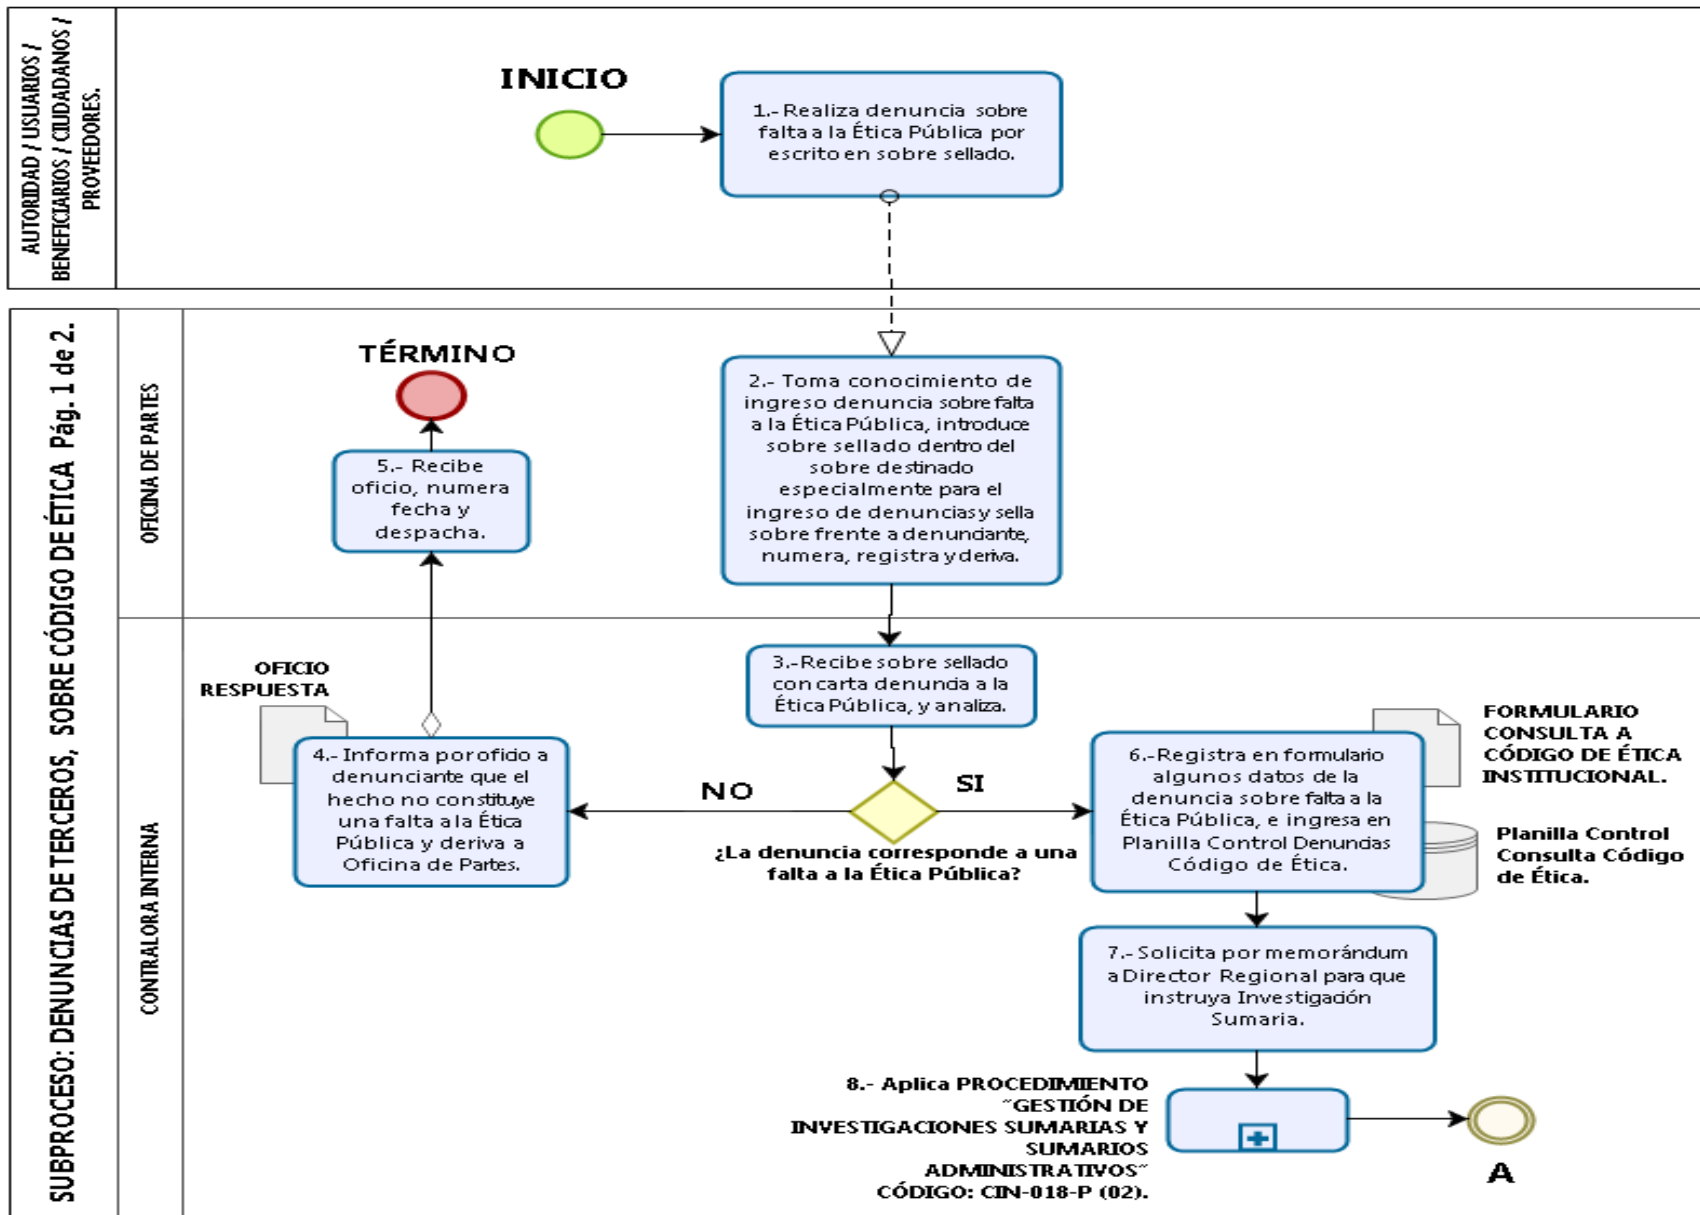 AUTORIDAD / USUARIOS /
BENEFICIARIOS / CIUDADANOS /
PROVEEDORES.
INICIO
1.- Realiza denuncia sobre
falta a la Ética Pública por
escrito en sobre sellado.
SUBPROCESO: DENUNCIAS DE TERCEROS, SOBRE CÓDIGO DE ÉTICA Pág. 1 de 2.
OFICINA DE PARTES
TÉRMINO
5.- Recibe
oficio, numera
fecha y
despacha.
2.- Toma conocimiento de
ingreso denuncia sobre falta
a la Ética Pública, introduce
sobre sellado dentro del
sobre destinado
especialmente para el
ingreso de denuncias y sella
sobre frente a denunciante,
numera, registra y deriva.
CONTRALORA INTERNA
OFICIO
RESPUESTA
4.- Informa por oficio a
denunciante que el
hecho no constituye
una falta a la Ética
Pública y deriva a
Oficina de Partes.
3.-Recibe sobre sellado
con carta denuncia a la
Ética Pública, y analiza.
NO
SI
¿La denuncia corresponde a una
falta a la Ética Pública?
6.-Registra en formulario
algunos datos de la
denuncia sobre falta a la
Ética Pública, e ingresa en
Planilla Control Denuncias
Código de Ética.
FORMULARIO
CONSULTA A
CÓDIGO DE ÉTICA
INSTITUCIONAL.
Planilla Control
Consulta Código
de Ética.
7.- Solicita por memorándum
a Director Regional para que
instruya Investigación
Sumaria.
8.- Aplica PROCEDIMIENTO
"GESTIÓN DE
INVESTIGACIONES SUMARIAS Y
SUMARIOS
ADMINISTRATIVOS"
CÓDIGO: CIN-018-P (02).
A